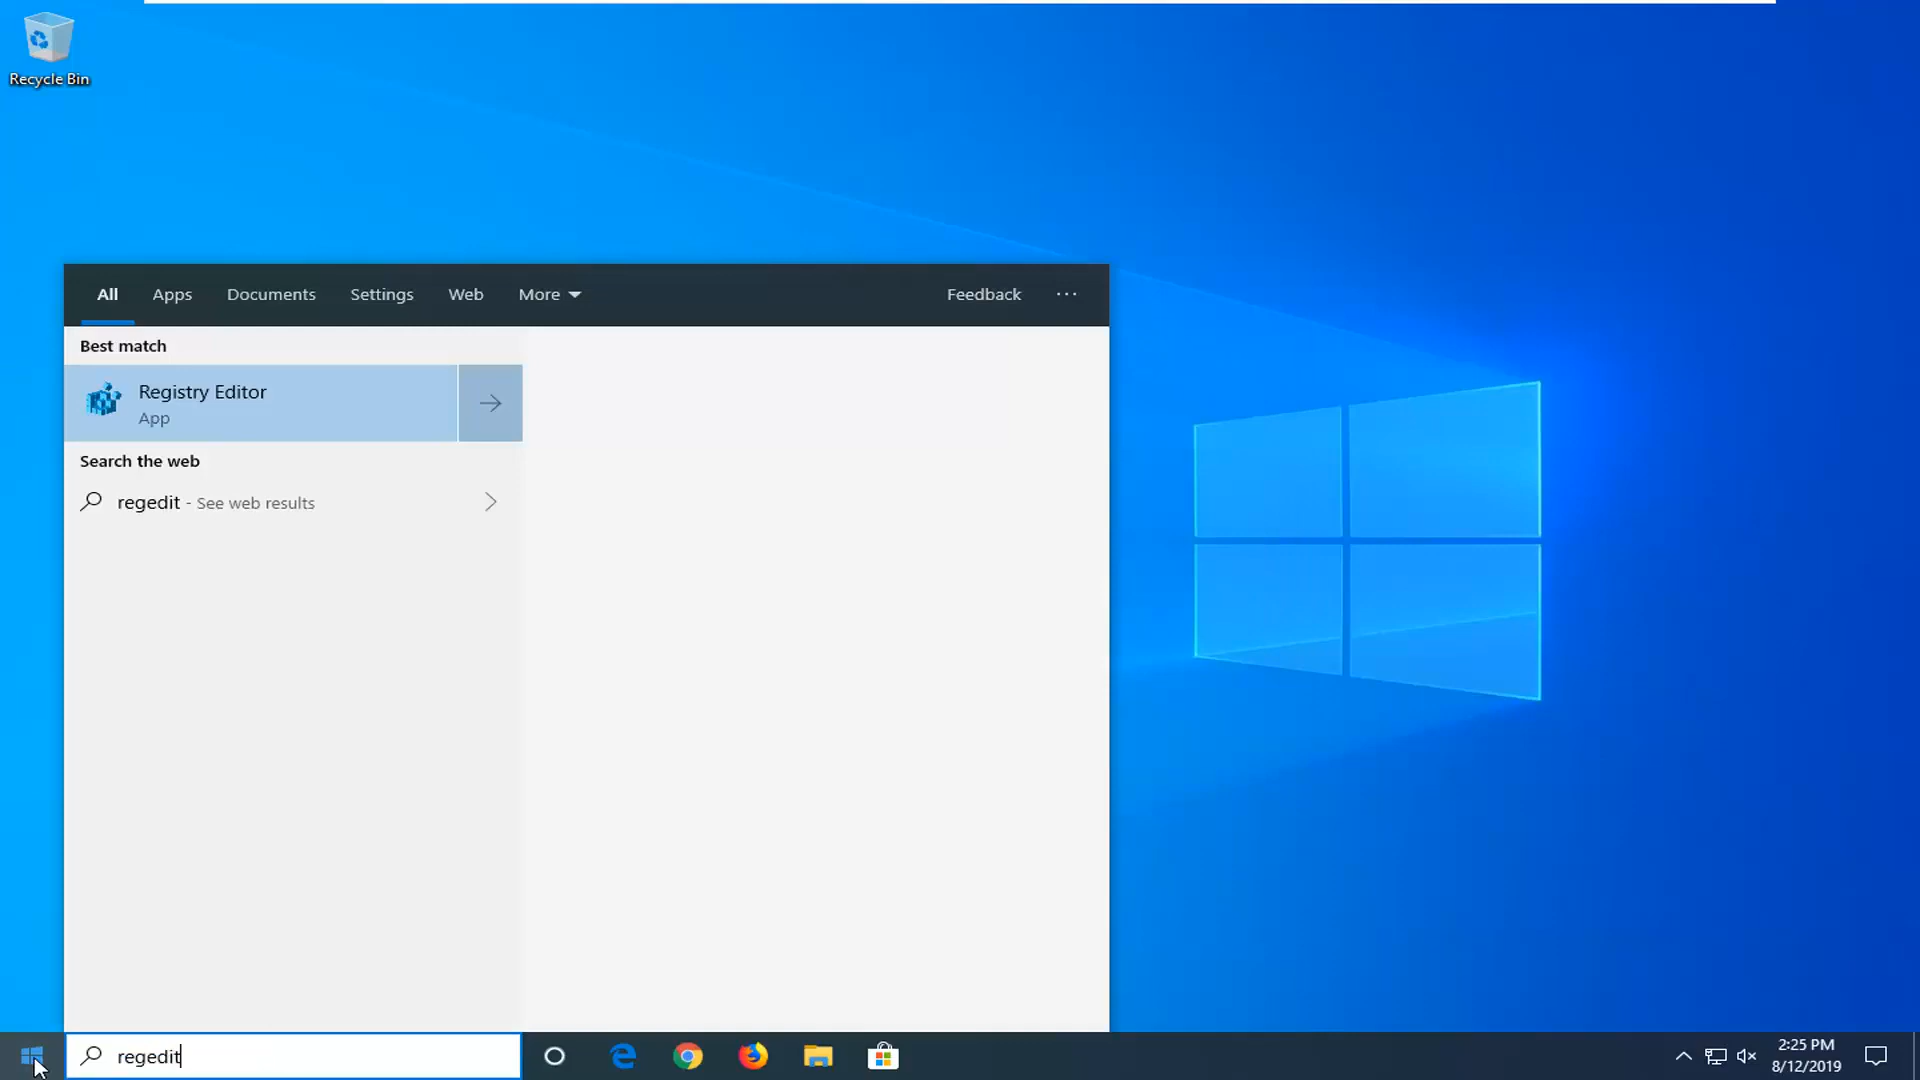 Recycle Bin
All Apps Documents Settings Web More Feedback ...
Best match
Registry Editor
App
Search the web
regedit - See web results
regedit
2:25 PM
8/12/2019